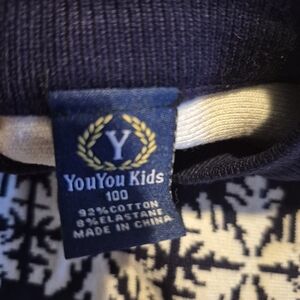 Y
YouYou Kids
100
92%COTTON
8%ELASTANE
MADE IN CHINA